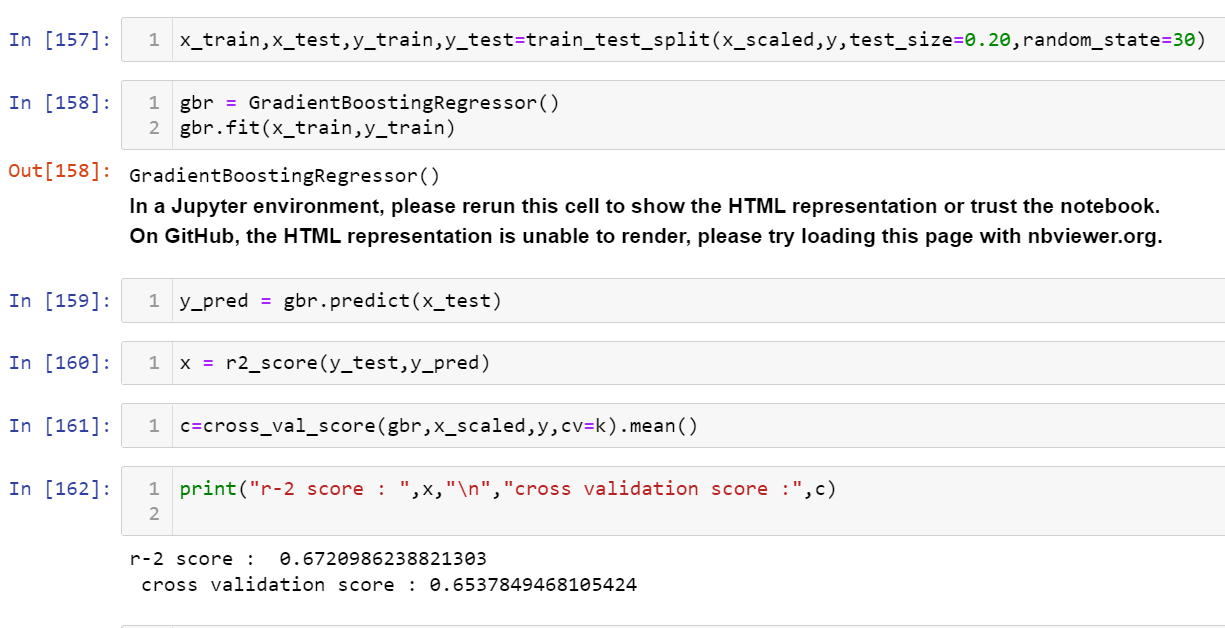 In [157]: 1 x_train,x_test,y_train,y_test=train_test_split(x_scaled,y,test_size=0.20,random_state=30)
In [158]: 1 gbr = GradientBoostingRegressor()
2 gbr.fit(x_train,y_train)
Out[158]: GradientBoostingRegressor()
In a Jupyter environment, please rerun this cell to show the HTML representation or trust the notebook.
On GitHub, the HTML representation is unable to render, please try loading this page with nbviewer.org.
In [159]: 1 y_pred = gbr.predict(x_test)
In [160]: 1 x = r2_score(y_test,y_pred)
In [161]: 1 c=cross_val_score(gbr,x_scaled,y,cv=k).mean()
In [162]: 1 print("r-2 score : ",x,"\n","cross validation score :",c)
2
r-2 score :  0.6720986238821303
 cross validation score : 0.6537849468105424